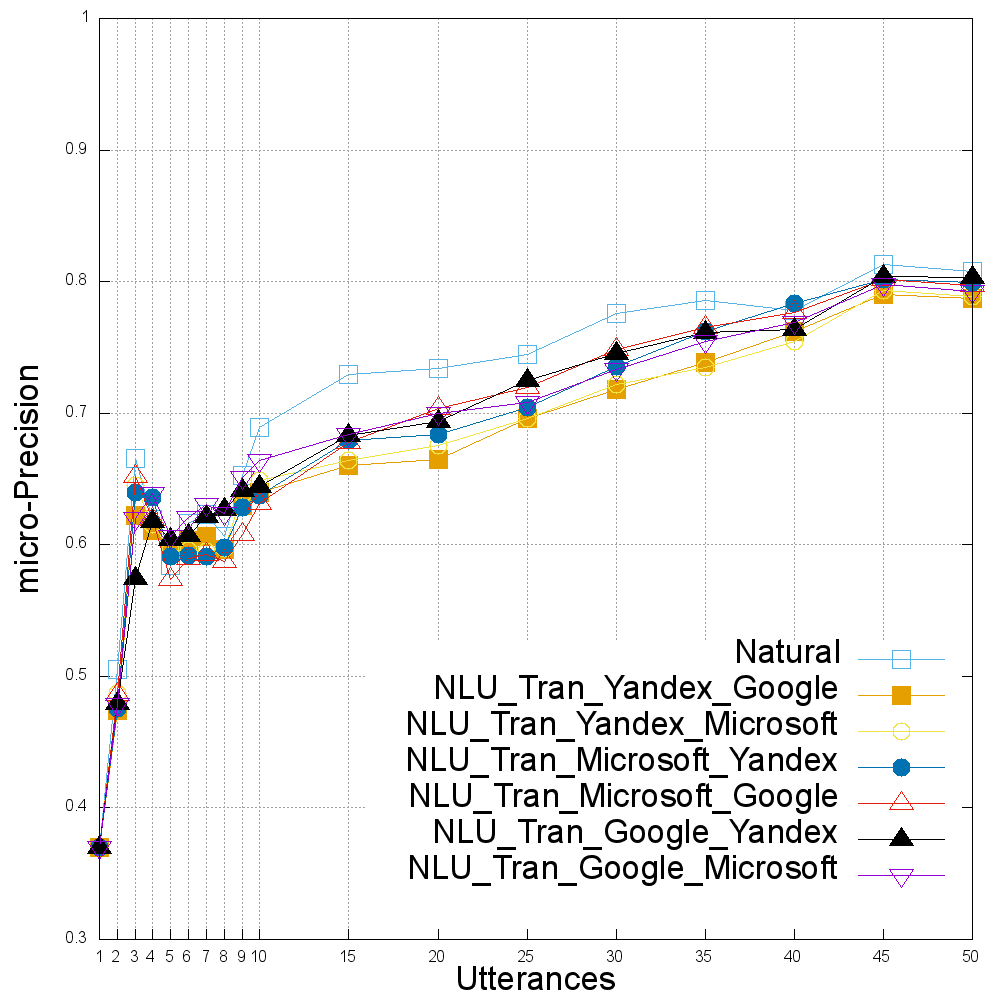 1
0.9
0.8
0.7
0.6
0.5
0.4
0.3
micro-Precision
Natural
NLU_Tran_Yandex_Google
NLU_Tran_Yandex_Microsoft
NLU_Tran_Microsoft_Yandex
NLU_Tran_Microsoft_Google
NLU_Tran_Google_Yandex
NLU_Tran_Google_Microsoft
1 2 3 4 5 6 7 8 9 10 15 20 25 30 35 40 45 50
Utterances